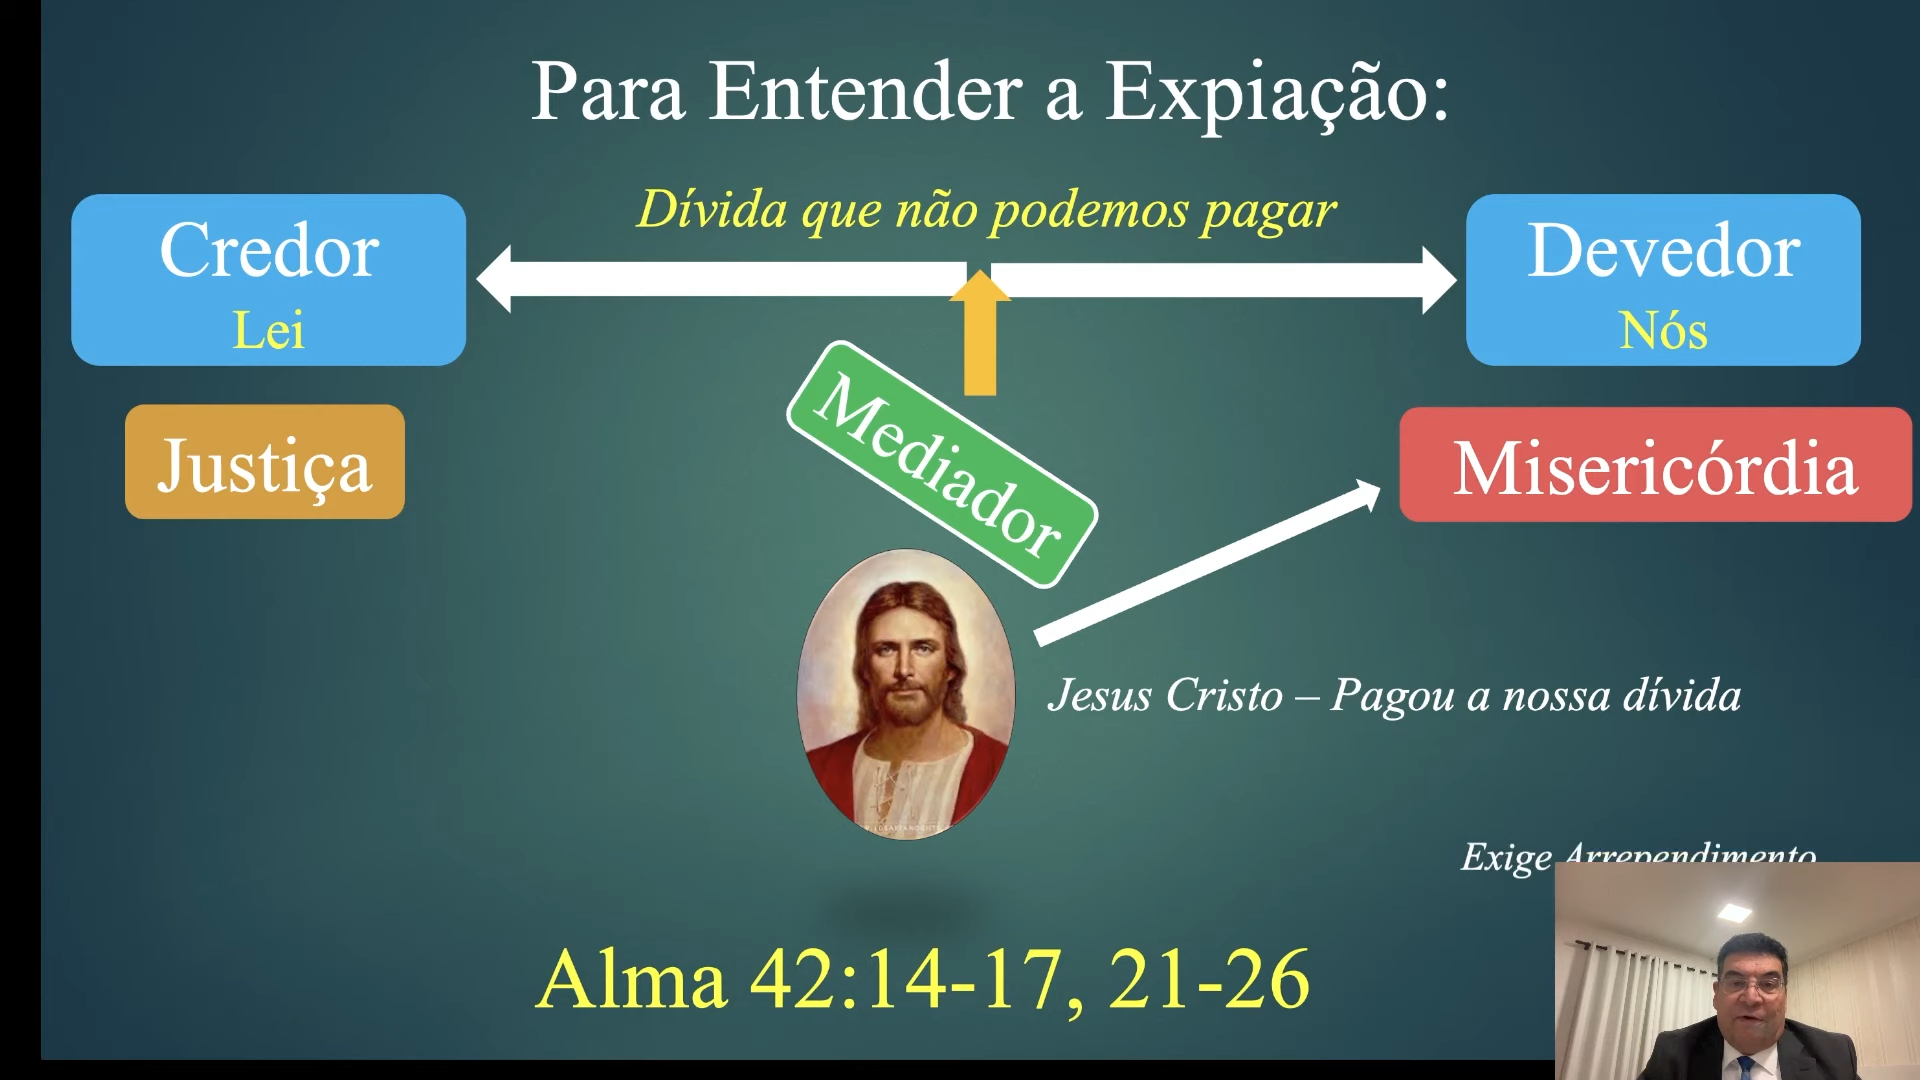 Para Entender a Expiação:
Dívida que não podemos pagar
Credor
Lei
Devedor
Nós
Justiça
Mediador
Misericórdia
Jesus Cristo – Pagou a nossa dívida
Exige Arrependimento
Alma 42:14-17, 21-26